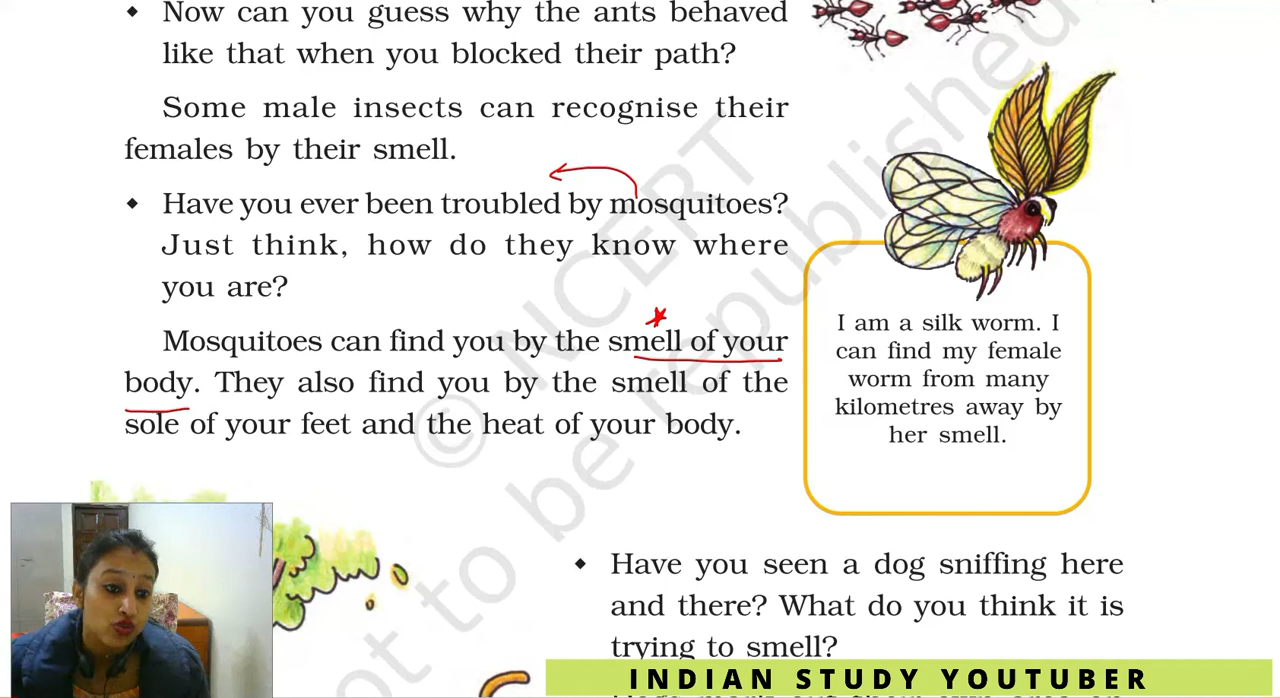 • Now can you guess why the ants behaved
like that when you blocked their path?
Some male insects can recognise their
females by their smell.
• Have you ever been troubled by mosquitoes?
Just think, how do they know where
you are?
Mosquitoes can find you by the smell of your
body. They also find you by the smell of the
sole of your feet and the heat of your body.
I am a silk worm. I
can find my female
worm from many
kilometres away by
her smell.
© NCERT
not to be republished
• Have you seen a dog sniffing here
and there? What do you think it is
trying to smell?
INDIAN STUDY YOUTUBER